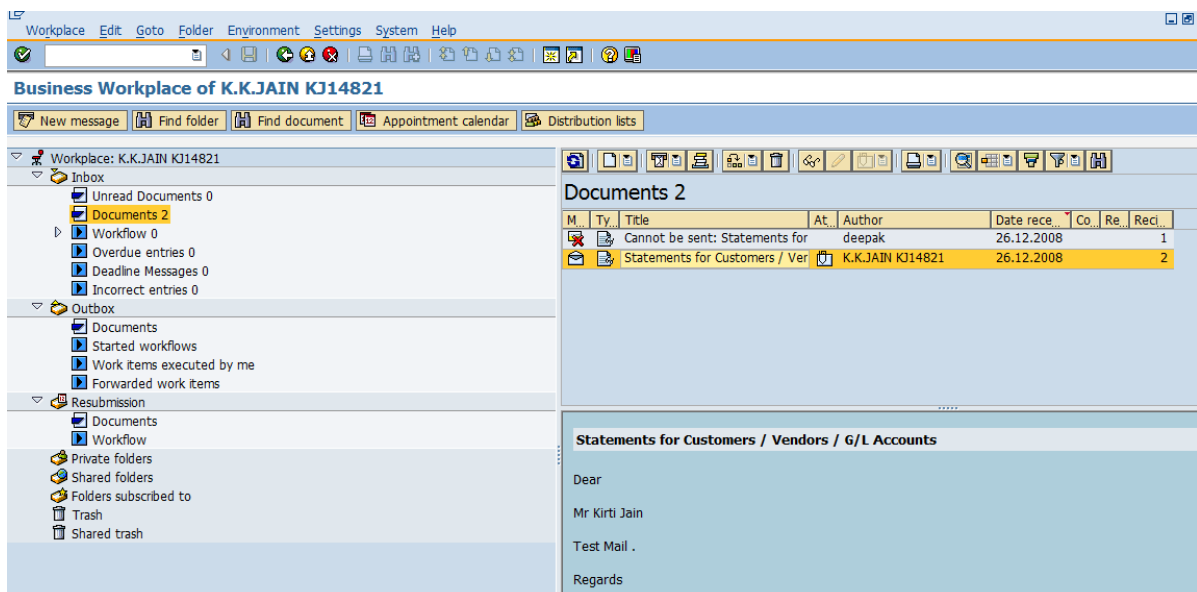 Workplace Edit Goto Folder Environment Settings System Help
Business Workplace of K.K.JAIN KJ14821
New message Find folder Find document Appointment calendar Distribution lists
Workplace: K.K.JAIN KJ14821
Inbox
Unread Documents 0
Documents 2
Workflow 0
Overdue entries 0
Deadline Messages 0
Incorrect entries 0
Outbox
Documents
Started workflows
Work items executed by me
Forwarded work items
Resubmission
Documents
Workflow
Private folders
Shared folders
Folders subscribed to
Trash
Shared trash
Documents 2
M... Ty... Title At... Author Date rece... Co... Re... Reci...
Cannot be sent: Statements for deepak 26.12.2008 1
Statements for Customers / Ver K.K.JAIN KJ14821 26.12.2008 2
Statements for Customers / Vendors / G/L Accounts
Dear
Mr Kirti Jain
Test Mail .
Regards